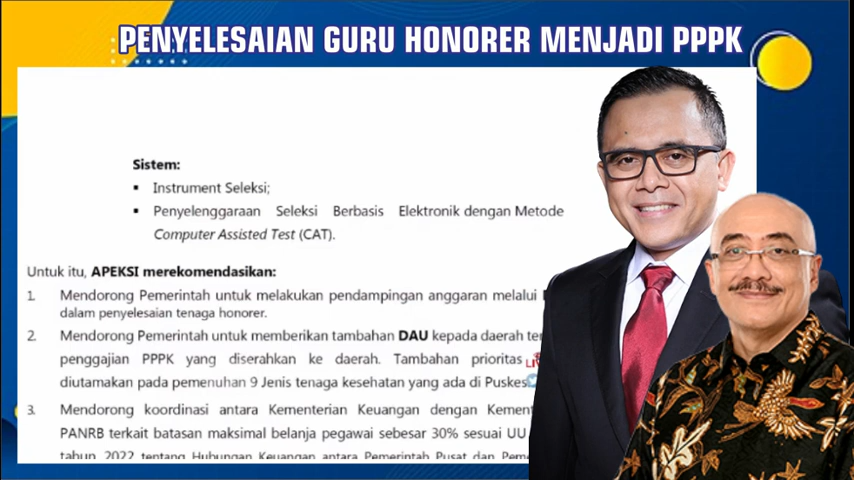 PENYELESAIAN GURU HONORER MENJADI PPPK
Sistem:
▪ Instrument Seleksi;
▪ Penyelenggaraan Seleksi Berbasis Elektronik dengan Metode
Computer Assisted Test (CAT).
Untuk itu, APEKSI merekomendasikan:
1. Mendorong Pemerintah untuk melakukan pendampingan anggaran melalui
dalam penyelesaian tenaga honorer.
2. Mendorong Pemerintah untuk memberikan tambahan DAU kepada daerah
penggajian PPPK yang diserahkan ke daerah. Tambahan prioritas
diutamakan pada pemenuhan 9 Jenis tenaga kesehatan yang ada di
3. Mendorong koordinasi antara Kementerian Keuangan dengan
PANRB terkait batasan maksimal belanja pegawai sebesar 30% sesuai UU
tahun 2022 tentang Hubungan Keuangan antara Pemerintah Pusat dan